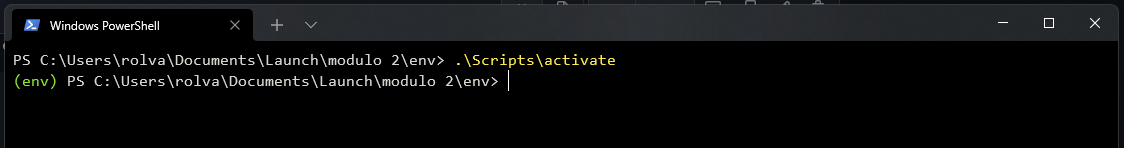 Windows PowerShell
PS C:\Users\rolva\Documents\Launch\modulo 2\env> .\Scripts\activate
(env) PS C:\Users\rolva\Documents\Launch\modulo 2\env>